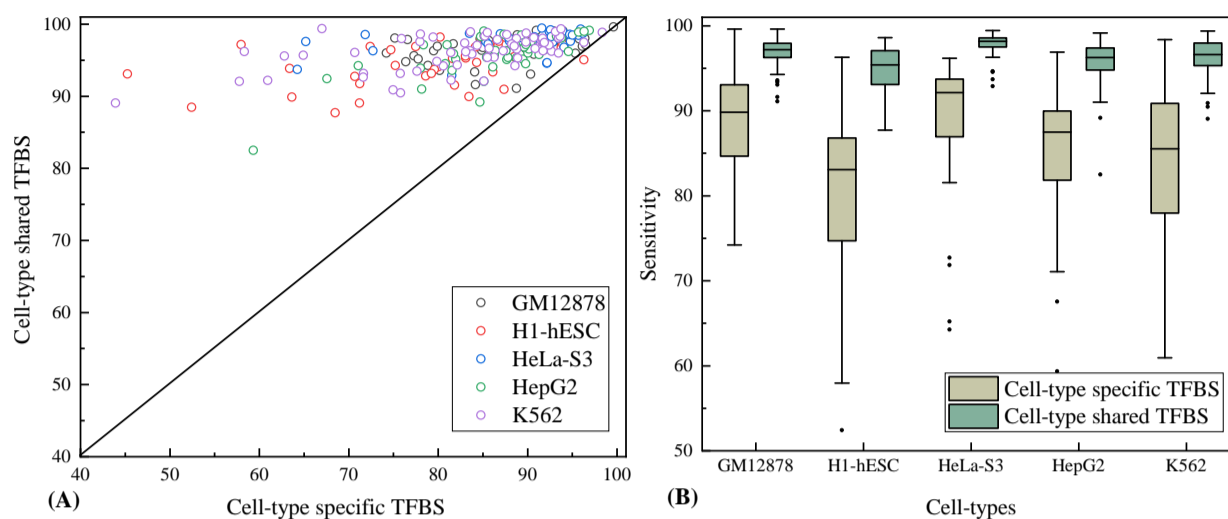 100
90
80
70
60
50
40
40
50
60
70
80
90
100
Cell-type shared TFBS
Cell-type specific TFBS
GM12878
H1-hESC
HeLa-S3
HepG2
K562
(A)
100
90
80
70
60
50
Sensitivity
GM12878
H1-hESC
HeLa-S3
HepG2
K562
Cell-types
Cell-type specific TFBS
Cell-type shared TFBS
(B)